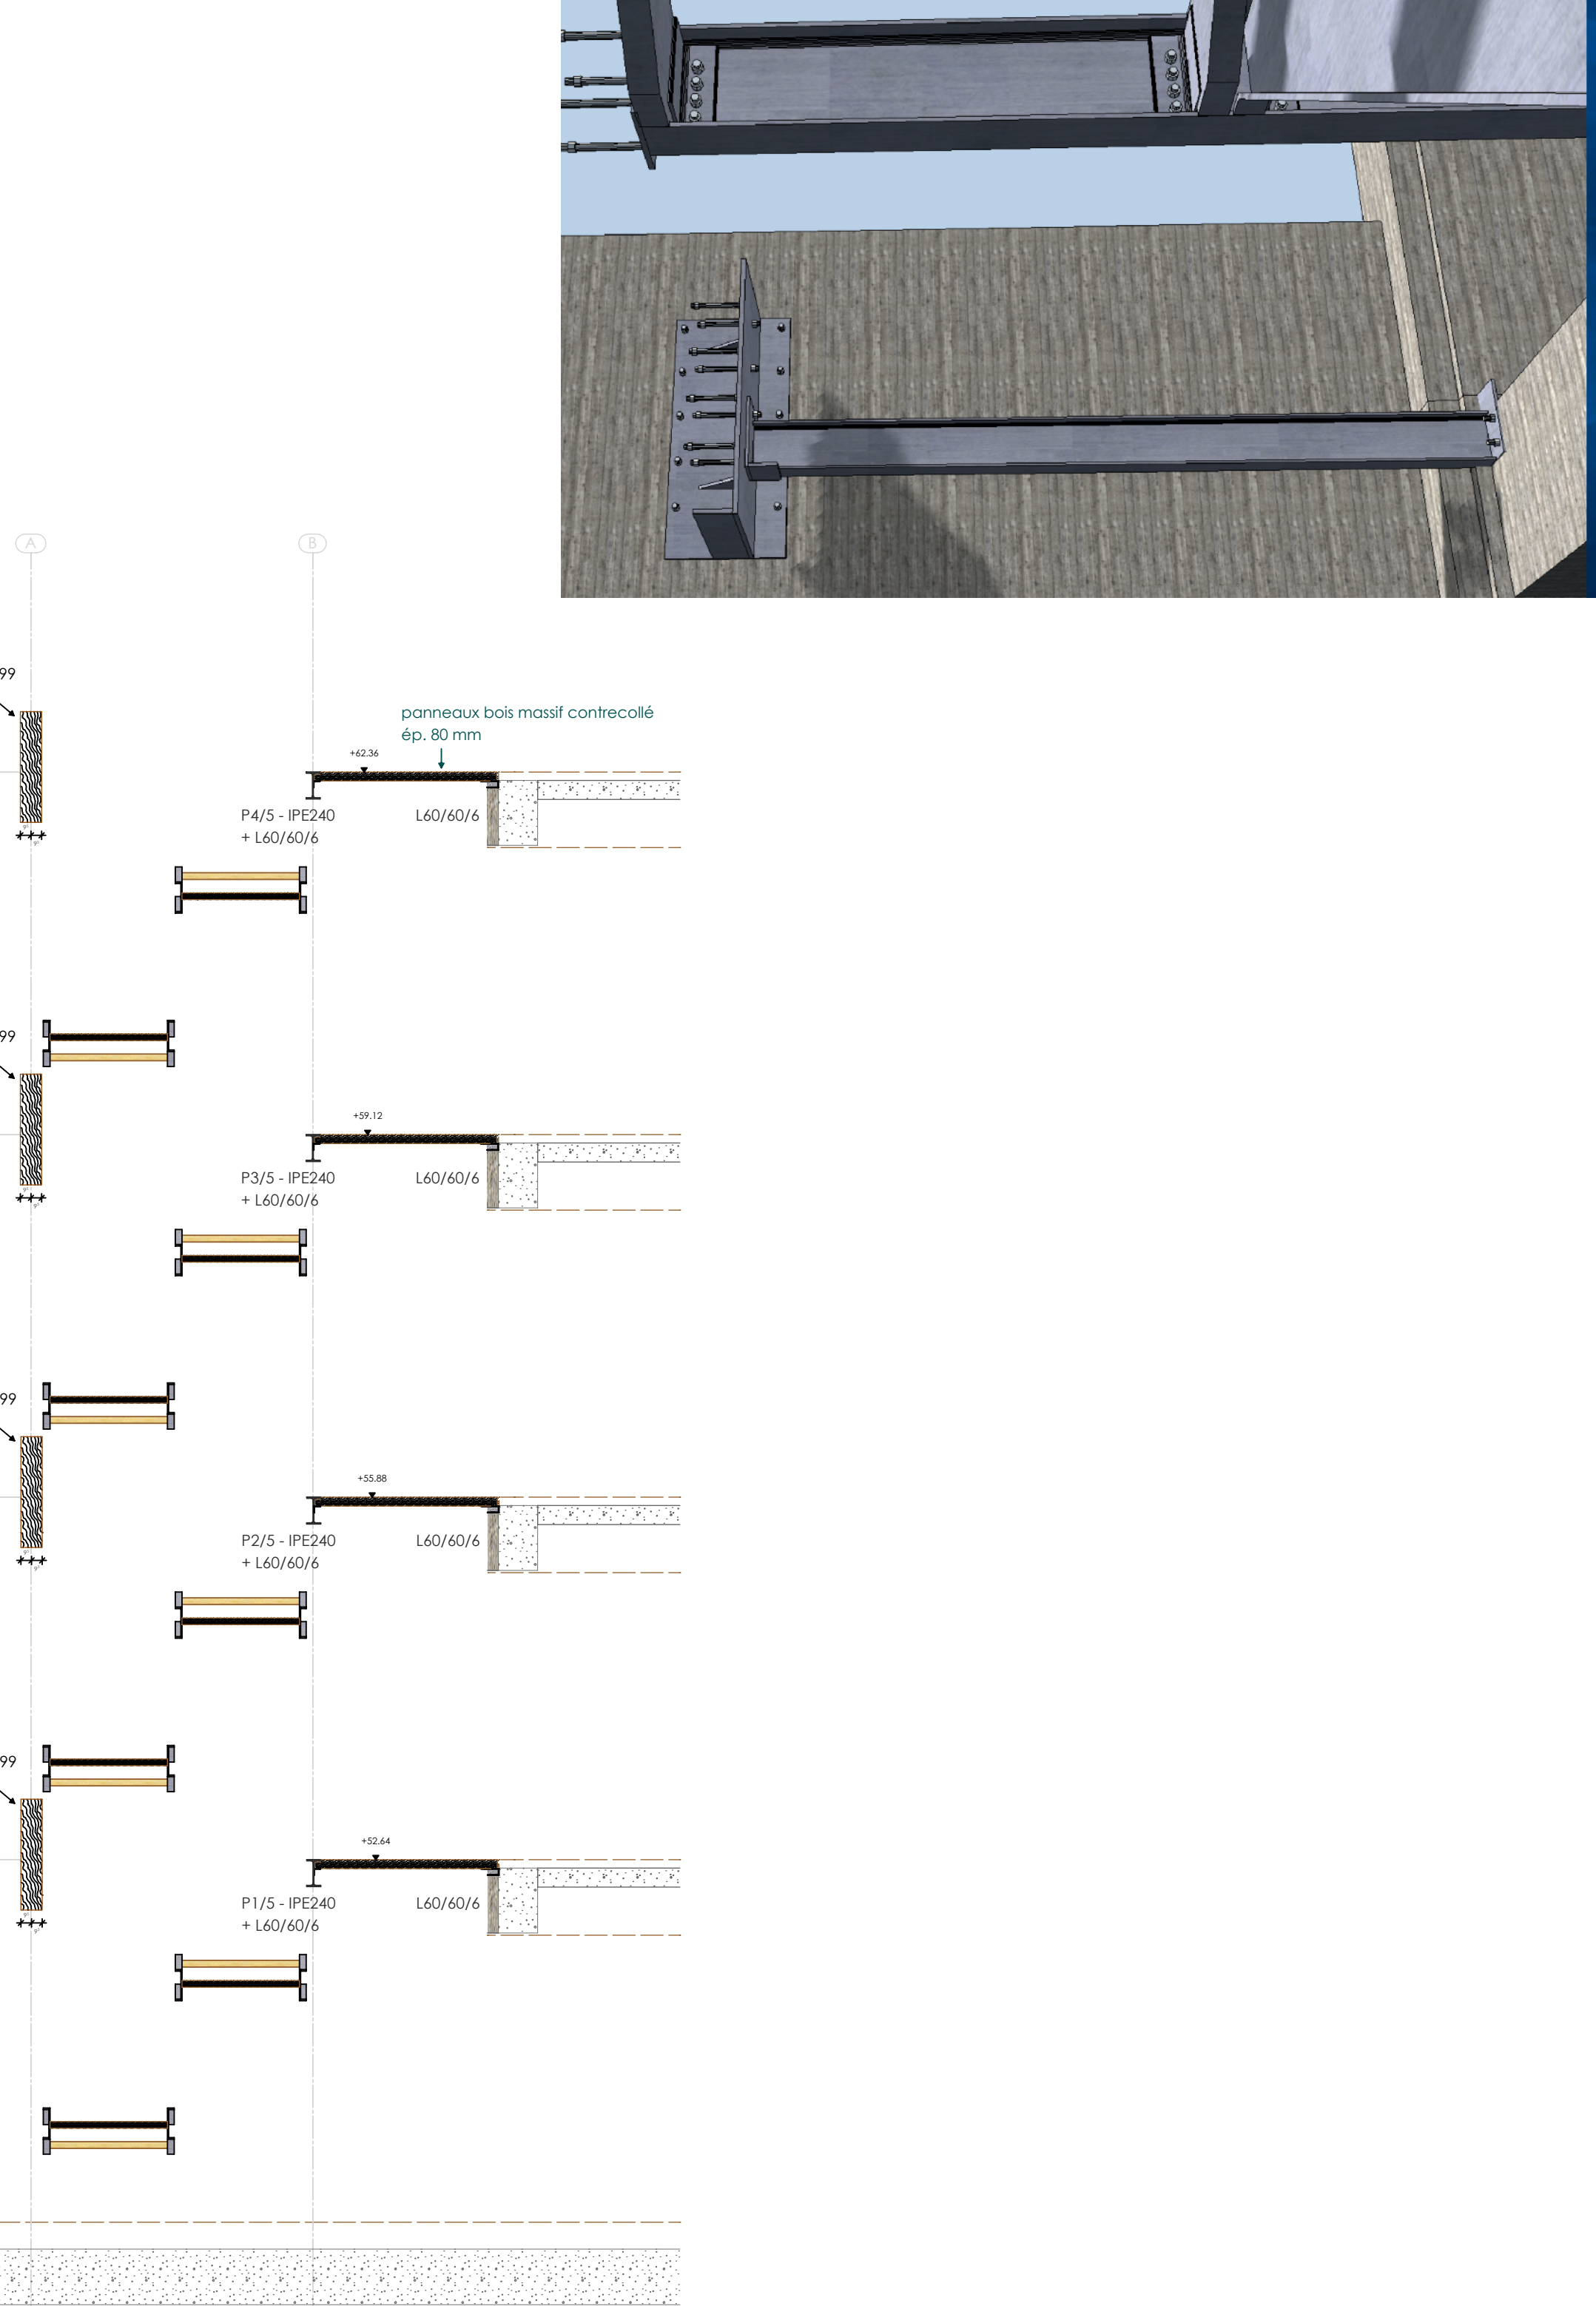 A
B
99
panneaux bois massif contrecollé
ép. 80 mm
+62.36
P4/5 - IPE240
+ L60/60/6
L60/60/6
99
+59.12
P3/5 - IPE240
+ L60/60/6
L60/60/6
99
+55.88
P2/5 - IPE240
+ L60/60/6
L60/60/6
99
+52.64
P1/5 - IPE240
+ L60/60/6
L60/60/6